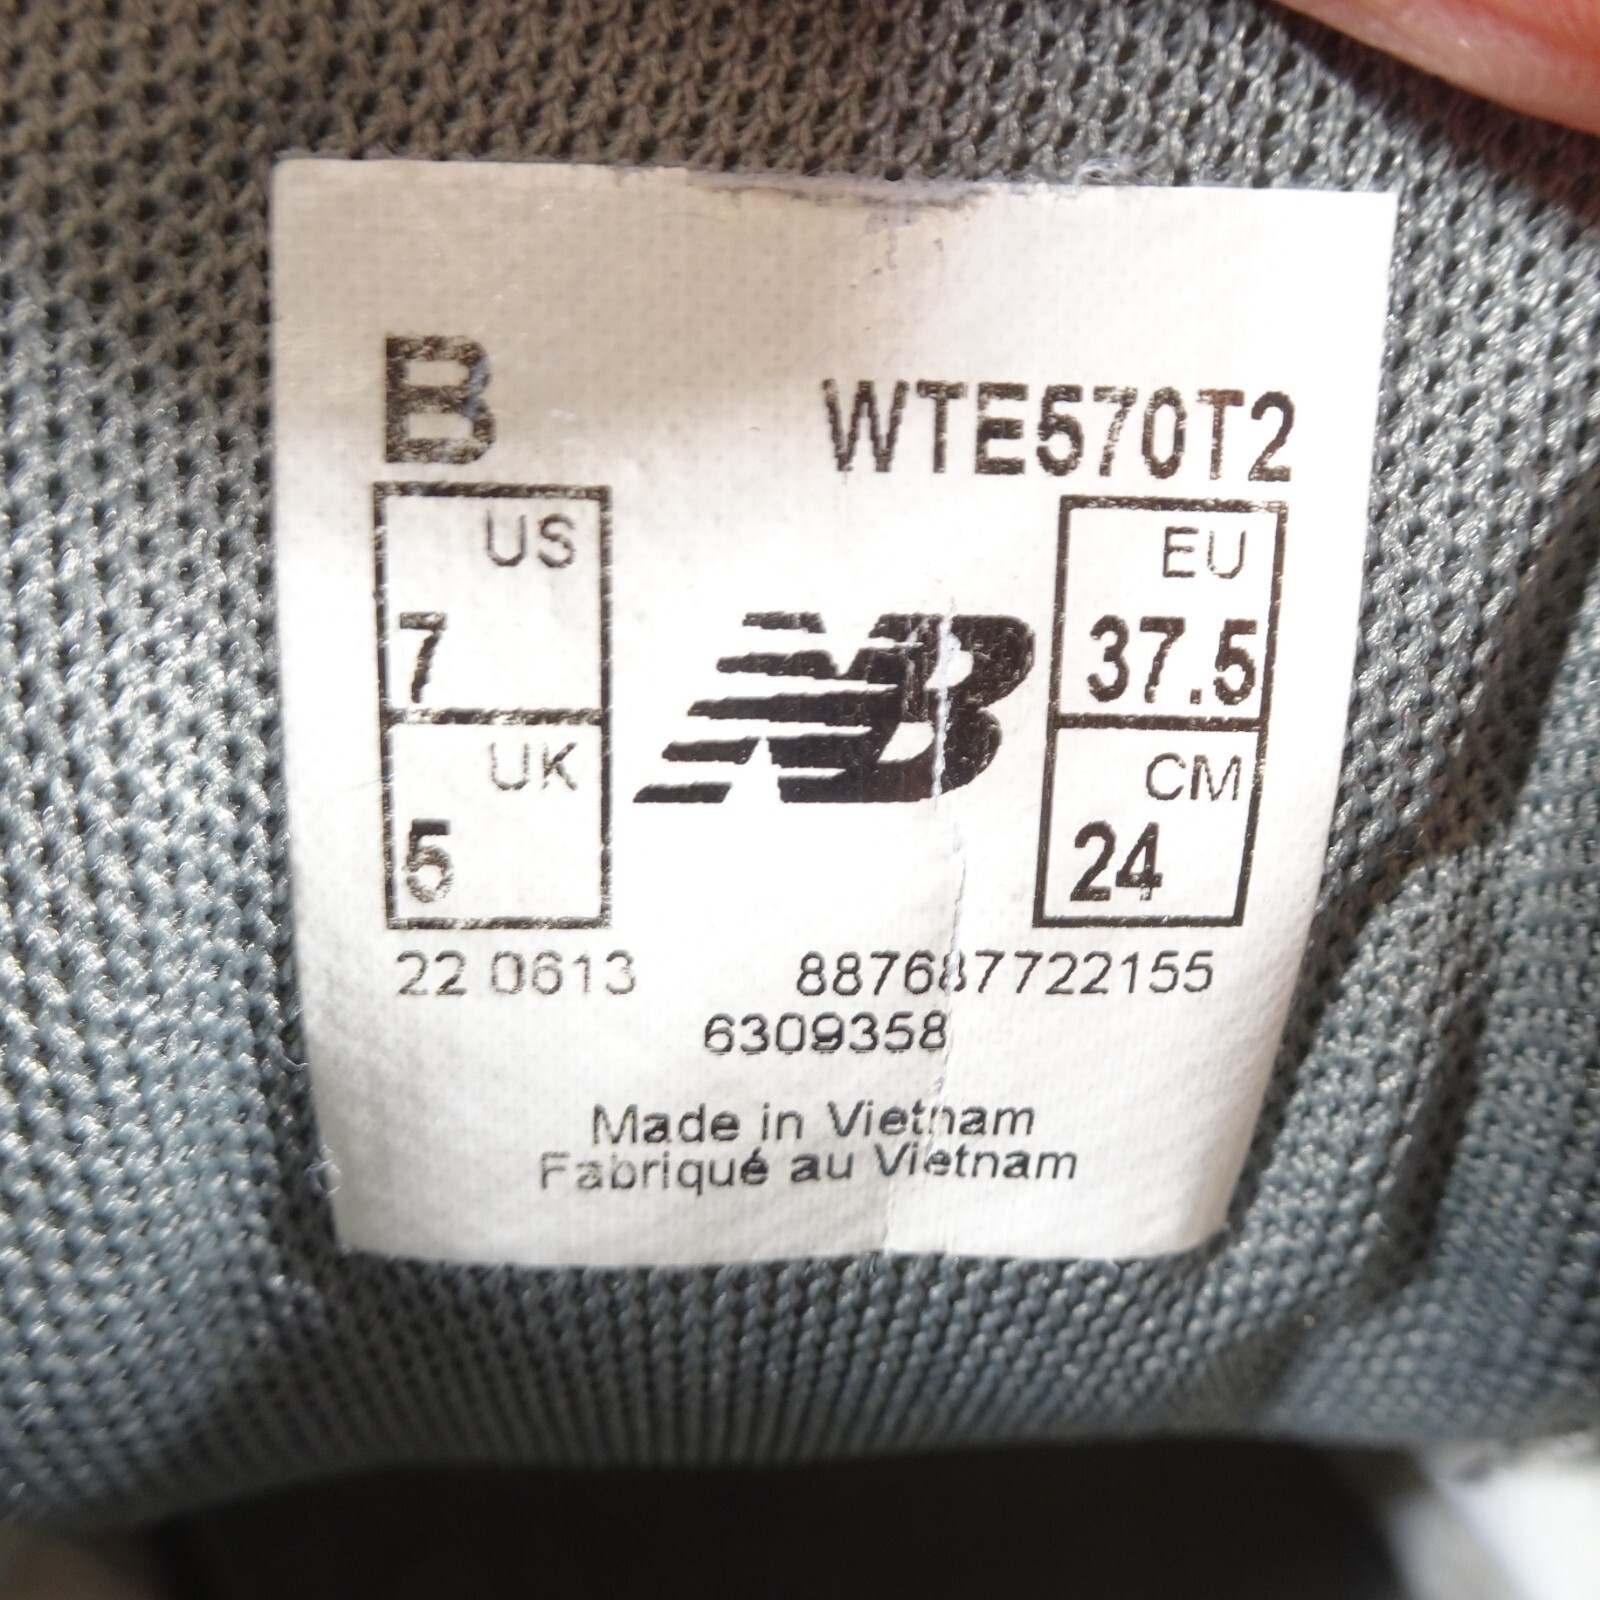 B
WTE570T2
US
7
UK
5
NB
EU
37.5
CM
24
22 0613
887687722155
6309358
Made in Vietnam
Fabriqué au Vietnam